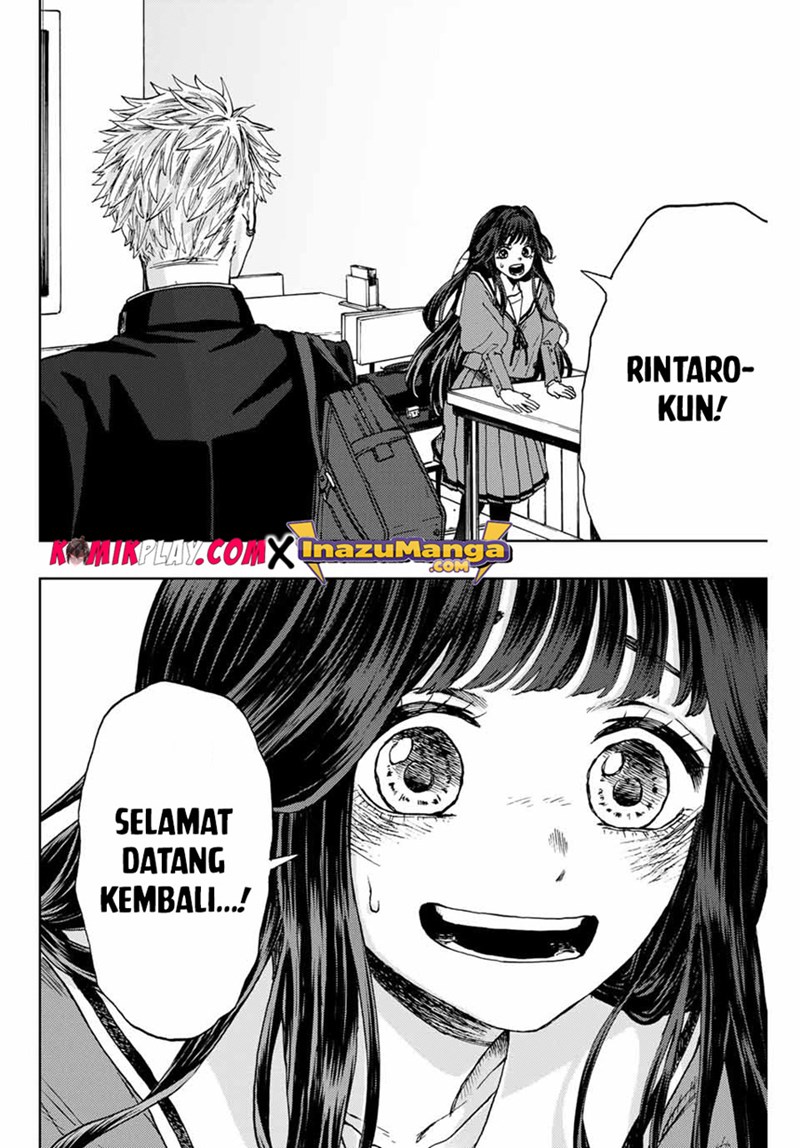 RINTARO-
KUN!
KOMIKPLAY.COM X InazuManga
.COM
SELAMAT
DATANG
KEMBALI...!